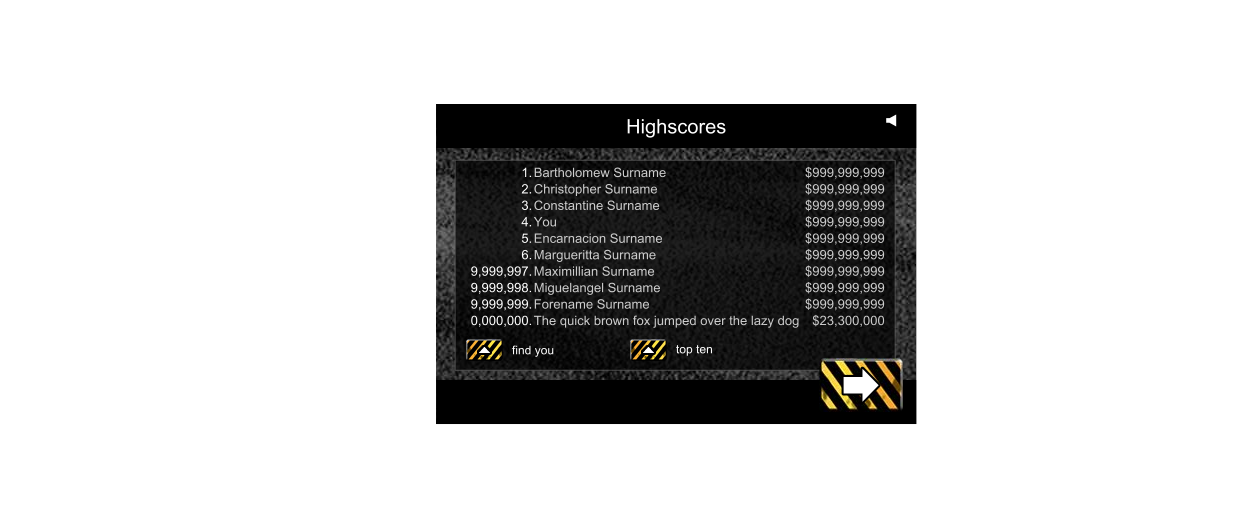 Highscores
1. Bartholomew Surname $999,999,999
2. Christopher Surname $999,999,999
3. Constantine Surname $999,999,999
4. You $999,999,999
5. Encarnacion Surname $999,999,999
6. Margueritta Surname $999,999,999
9,999,997. Maximillian Surname $999,999,999
9,999,998. Miguelangel Surname $999,999,999
9,999,999. Forename Surname $999,999,999
0,000,000. The quick brown fox jumped over the lazy dog $23,300,000
find you top ten